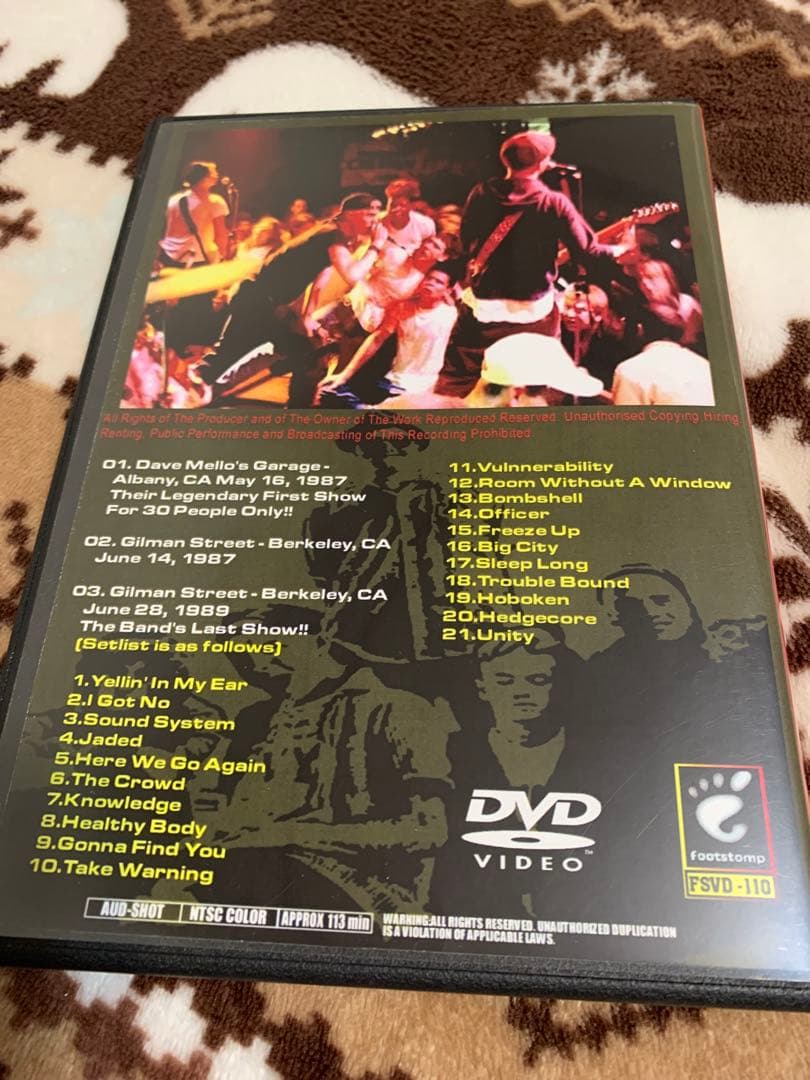 All Rights of The Producer and of The Owner of The Work Reproduced Reserved. Unauthorised Copying Hiring
Renting, Public Performance and Broadcasting of This Recording Prohibited
01. Dave Mello's Garage -
Albany, CA May 16, 1987
Their Legendary First Show
For 30 People Only!!
02. Gilman Street - Berkeley, CA
June 14, 1987
03. Gilman Street - Berkeley, CA
June 28, 1989
The Band's Last Show!!
(Setlist is as follows)
1.Yellin' In My Ear
2.I Got No
3.Sound System
4.Jaded
5.Here We Go Again
6.The Crowd
7.Knowledge
8.Healthy Body
9.Gonna Find You
10.Take Warning
11.Vulnnerability
12.Room Without A Window
13.Bombshell
14.Officer
15.Freeze Up
16.Big City
17.Sleep Long
18.Trouble Bound
19.Hoboken
20.Hedgecore
21.Unity
DVD
VIDEO TM
footstomp
FSVD-110
AUD-SHOT NTSC COLOR APPROX 113 min
WARNING:ALL RIGHTS RESERVED. UNAUTHORIZED DUPLICATION
IS A VIOLATION OF APPLICABLE LAWS.